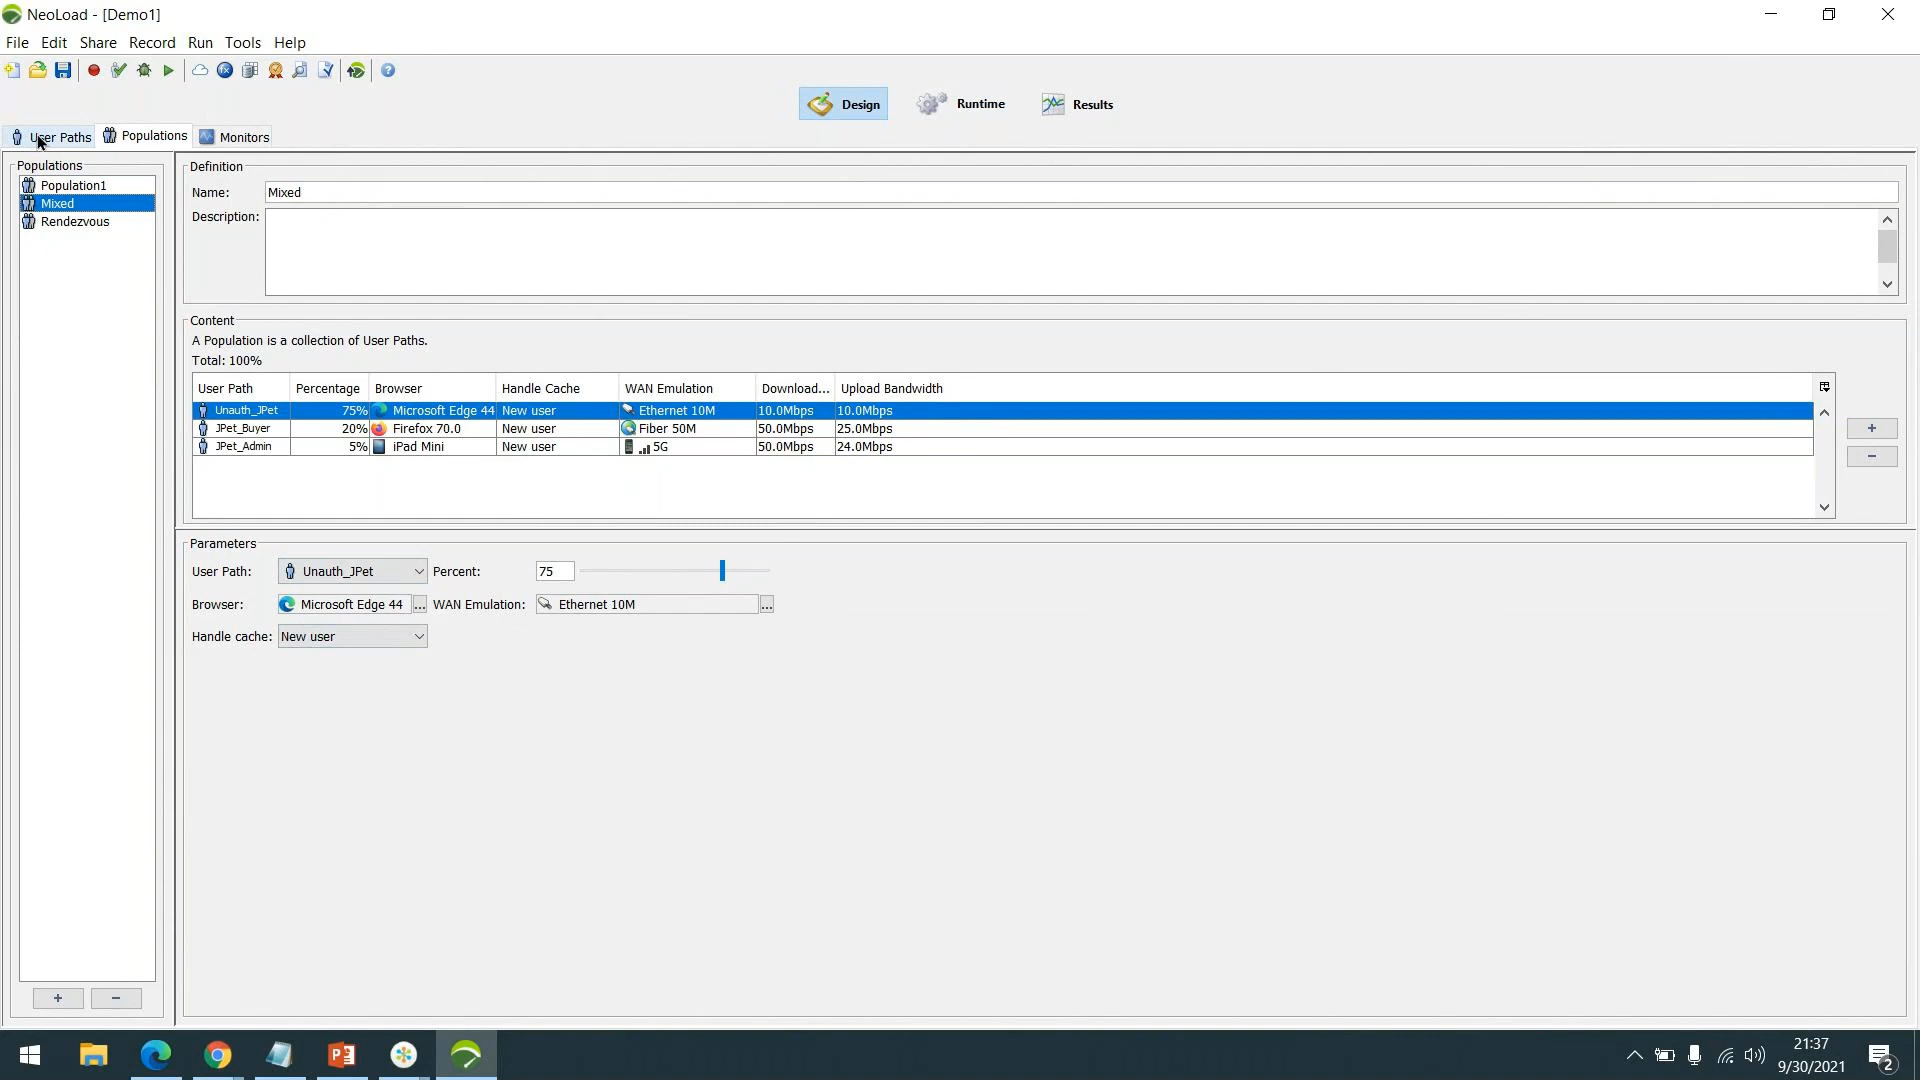 NeoLoad - [Demo1]
File Edit Share Record Run Tools Help
Design Runtime Results
User Paths Populations Monitors
Populations
Population1
Mixed
Rendezvous
Definition
Name: Mixed
Description:
Content
A Population is a collection of User Paths.
Total: 100%
User Path Percentage Browser Handle Cache WAN Emulation Download... Upload Bandwidth
Unauth_JPet 75% Microsoft Edge 44 New user Ethernet 10M 10.0Mbps 10.0Mbps
JPet_Buyer 20% Firefox 70.0 New user Fiber 50M 50.0Mbps 25.0Mbps
JPet_Admin 5% iPad Mini New user 5G 50.0Mbps 24.0Mbps
+
-
Parameters
User Path: Unauth_JPet Percent: 75
Browser: Microsoft Edge 44 ... WAN Emulation: Ethernet 10M ...
Handle cache: New user
+ -
21:37
9/30/2021
2